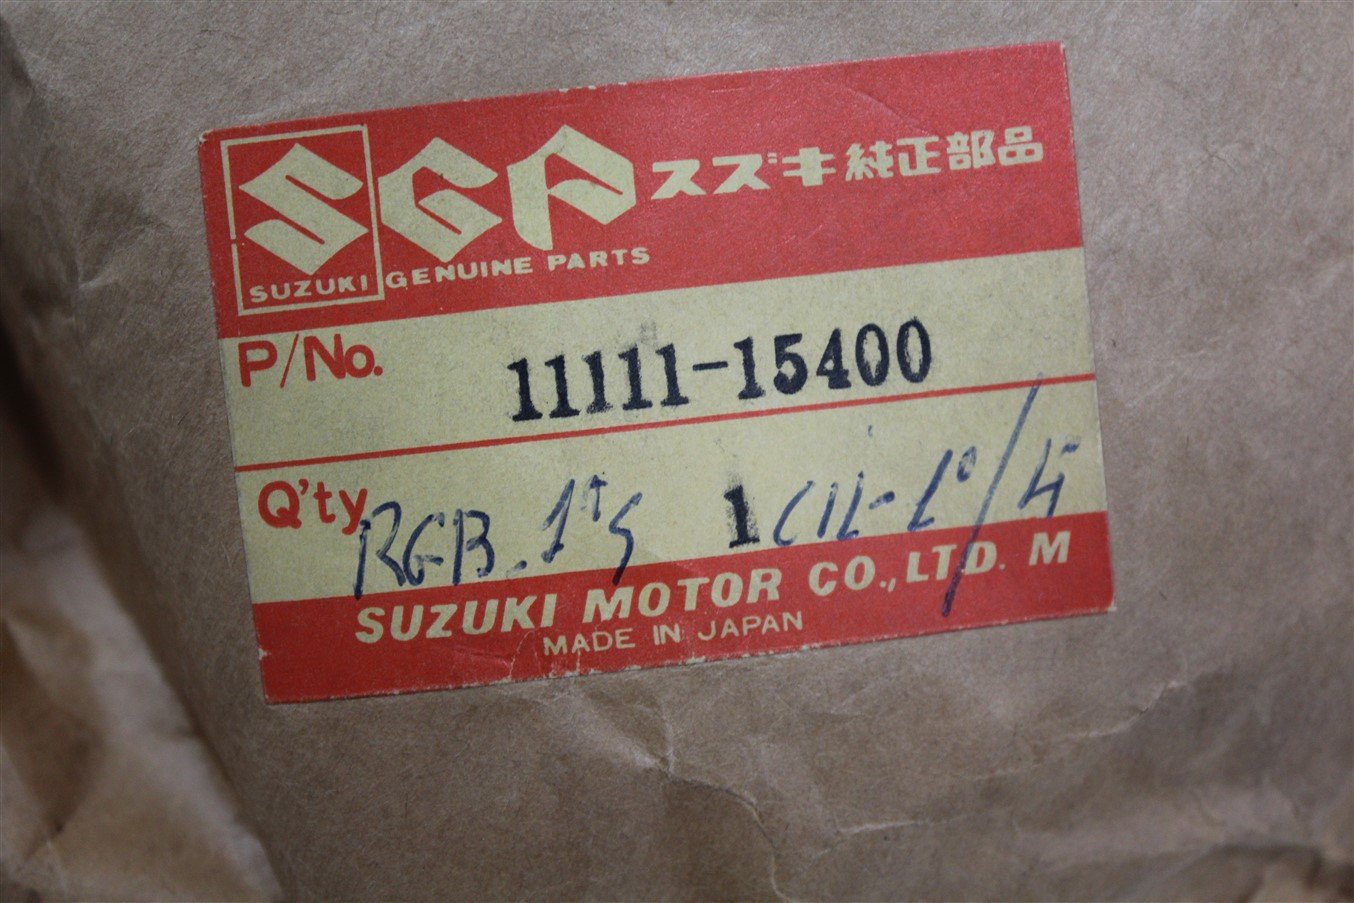 SGP スズキ純正部品
SUZUKI GENUINE PARTS
P/No. 11111-15400
Q'ty RGB. 1
SUZUKI MOTOR CO., LTD. M
MADE IN JAPAN